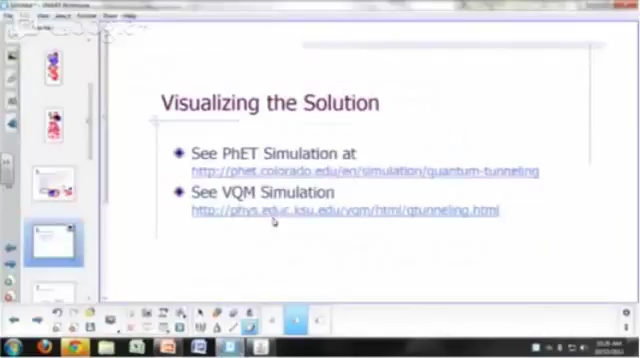 Visualizing the Solution
See PhET Simulation at
http://phet.colorado.edu/en/simulation/quantum-tunneling
See VQM Simulation
http://phys.educ.ksu.edu/vqm/html/qtunneling.html